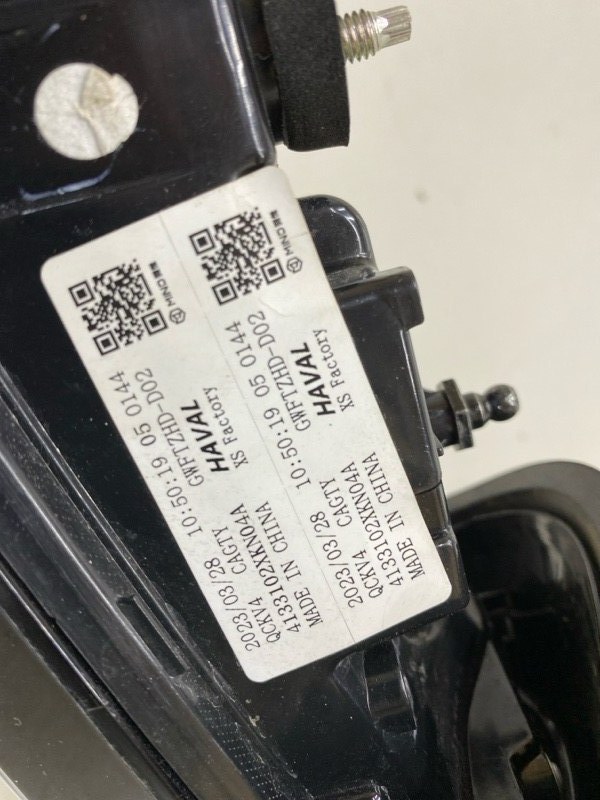 2023/03/28 10:50:19 05 0144
QCKV4 CAGTY GWFTZHD-D02
4133102XKN04A HAVAL
MADE IN CHINA XS Factory
MIND
2023/03/28 10:50:19 05 0144
QCKV4 CAGTY GWFTZHD-D02
4133102XKN04A HAVAL
MADE IN CHINA XS Factory
MIND